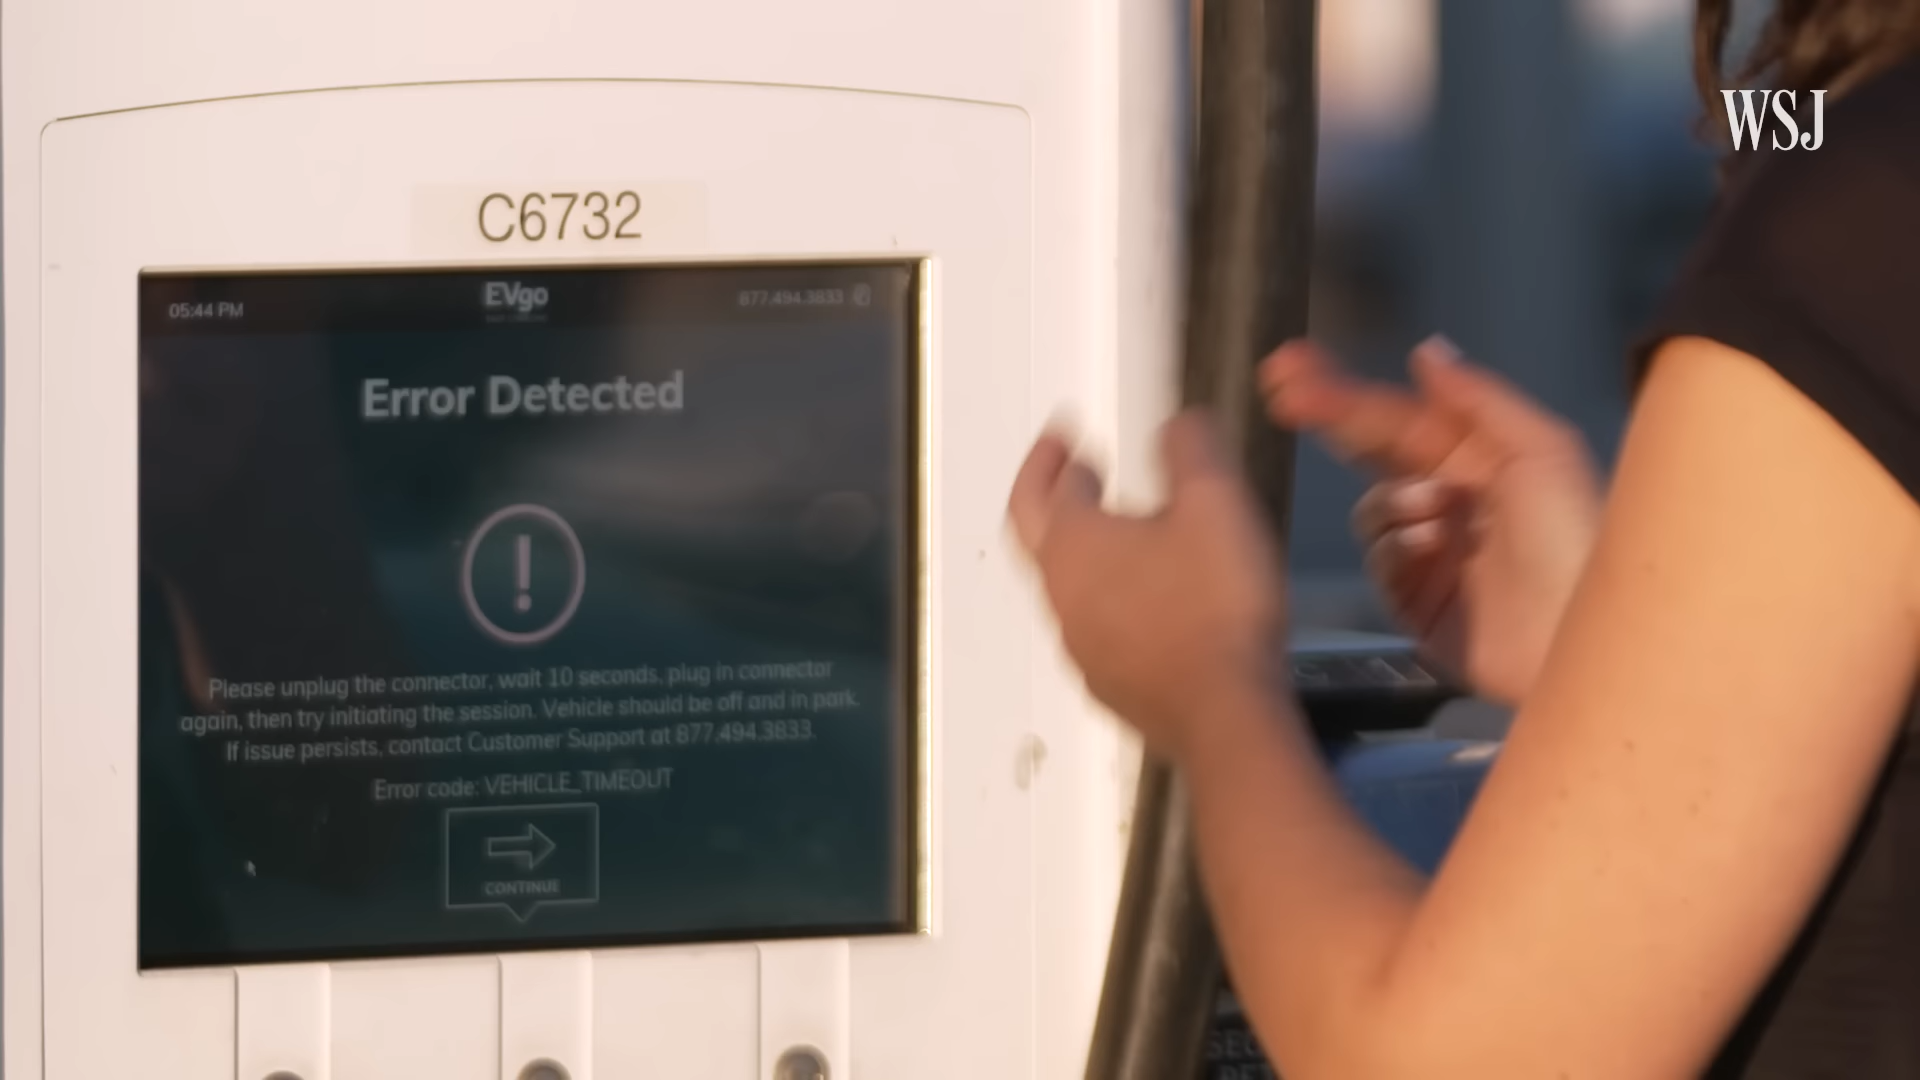 WSJ
C6732
05:44 PM
EVgo
877.494.3833
Error Detected
!
Please unplug the connector, wait 10 seconds, plug in connector
again, then try initiating the session. Vehicle should be off and in park.
If issue persists, contact Customer Support at 877.494.3833.
Error code: VEHICLE_TIMEOUT
CONTINUE